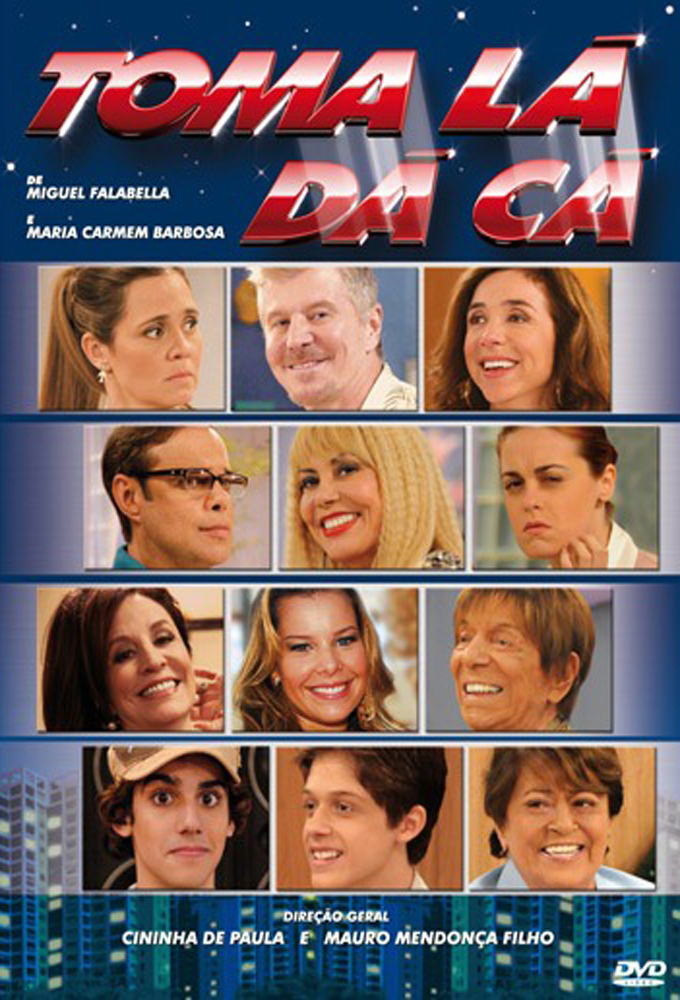 TOMA LÁ
DÁ CÁ
DE
MIGUEL FALABELLA
E
MARIA CARMEM BARBOSA
DIREÇÃO GERAL
CININHA DE PAULA E MAURO MENDONÇA FILHO
DVD
VIDEO